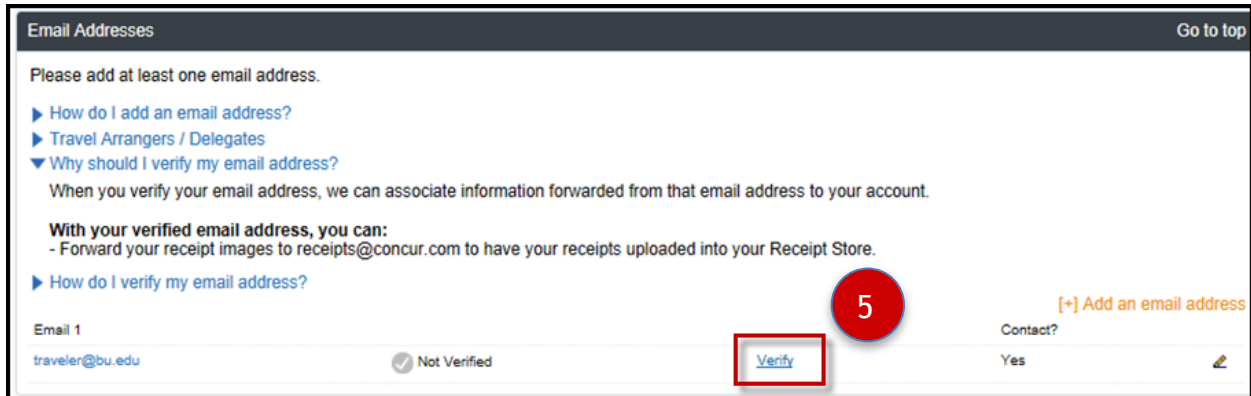 Email Addresses Go to top
Please add at least one email address.
How do I add an email address?
Travel Arrangers / Delegates
Why should I verify my email address?
When you verify your email address, we can associate information forwarded from that email address to your account.
With your verified email address, you can:
- Forward your receipt images to receipts@concur.com to have your receipts uploaded into your Receipt Store.
How do I verify my email address?
5
[+] Add an email address
Email 1 Contact?
traveler@bu.edu Not Verified Verify Yes